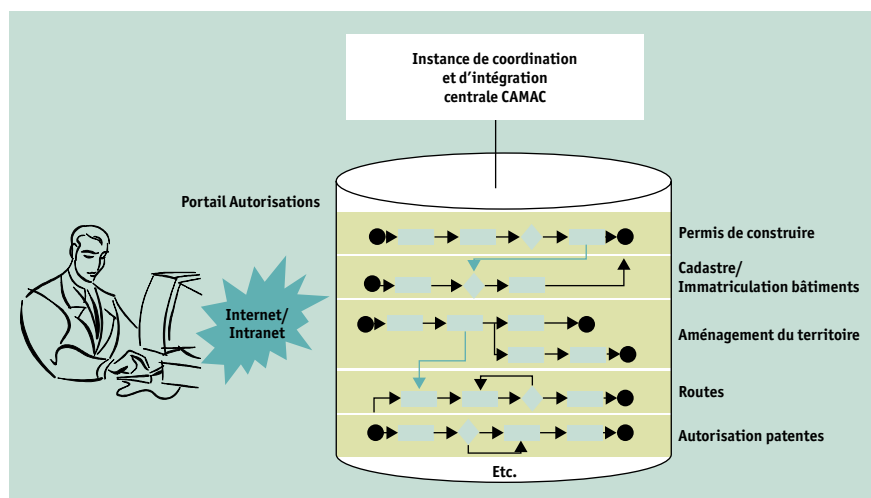 Instance de coordination
et d'intégration
centrale CAMAC
Portail Autorisations
Internet/
Intranet
Permis de construire
Cadastre/
Immatriculation bâtiments
Aménagement du territoire
Routes
Autorisation patentes
Etc.